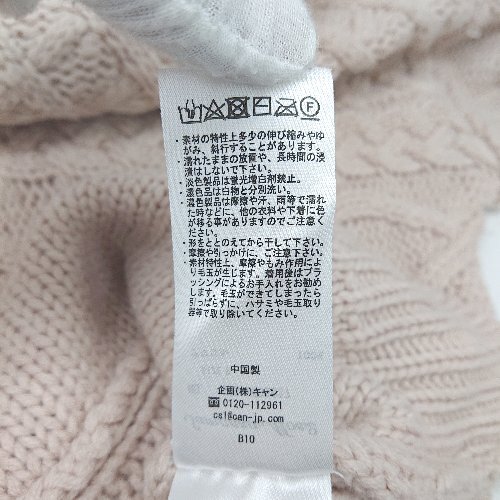 ・素材の特性上多少の伸び縮みやゆ
がみ、斜行することがあります。
・濡れたままの放置や、長時間の浸
漬はしないで下さい。
・淡色製品は蛍光増白剤禁止。
・濃色品は白物と分別洗い。
・濃色製品は摩擦や汗、雨等で濡れ
た時などに、他の衣料や下着に色
が移る事がありますのでご注意くだ
さい。
・形をととのえてから干して下さい。
・摩擦や引っかけに、ご注意下さい。
・素材特性上、摩擦やもみ作用によ
り毛玉が生じます。着用後はブラ
ッシングによるお手入れをお勧め
します。毛玉ができてしまったら
引っぱらずに、ハサミや毛玉取り
器等で取り除いてください。
中国製
企画(株)キャン
0120-112961
cs1@can-jp.com
B10